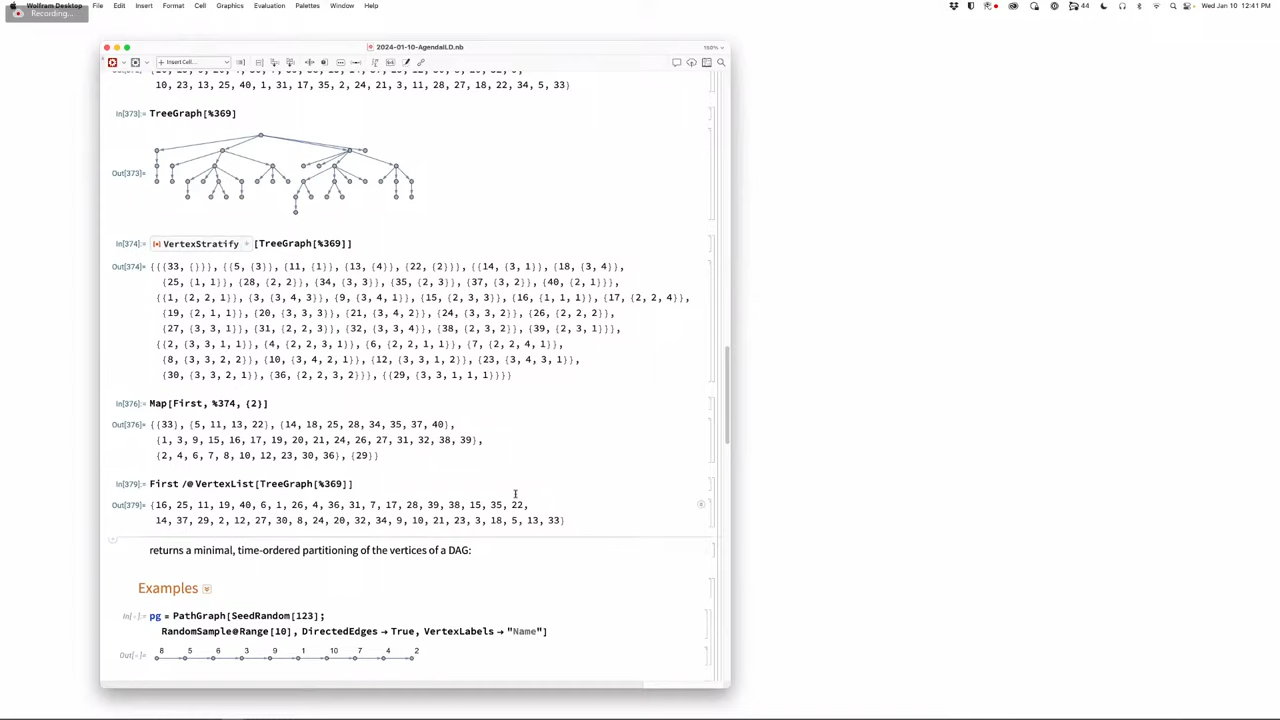 Wolfram Desktop File Edit Insert Format Cell Graphics Evaluation Palettes Window Help 44 Wed Jan 10 12:41 PM
Recording...
2024-01-10-AgendaILD.nb
150%
Insert Cell...
10, 23, 13, 25, 40, 1, 31, 17, 35, 2, 24, 21, 3, 11, 28, 27, 18, 22, 34, 5, 33}
In[373]:= TreeGraph[%369]
Out[373]=
In[374]:= VertexStratify + [TreeGraph[%369]]
Out[374]= {{{33, {}}}, {{5, {3}}, {11, {1}}, {13, {4}}, {22, {2}}}, {{14, {3, 1}}, {18, {3, 4}},
{25, {1, 1}}, {28, {2, 2}}, {34, {3, 3}}, {35, {2, 3}}, {37, {3, 2}}, {40, {2, 1}}},
{{1, {2, 2, 1}}, {3, {3, 4, 3}}, {9, {3, 4, 1}}, {15, {2, 3, 3}}, {16, {1, 1, 1}}, {17, {2, 2, 4}},
{19, {2, 1, 1}}, {20, {3, 3, 3}}, {21, {3, 4, 2}}, {24, {3, 3, 2}}, {26, {2, 2, 2}},
{27, {3, 3, 1}}, {31, {2, 2, 3}}, {32, {3, 3, 4}}, {38, {2, 3, 2}}, {39, {2, 3, 1}}},
{{2, {3, 3, 1, 1}}, {4, {2, 2, 3, 1}}, {6, {2, 2, 1, 1}}, {7, {2, 2, 4, 1}},
{8, {3, 3, 2, 2}}, {10, {3, 4, 2, 1}}, {12, {3, 3, 1, 2}}, {23, {3, 4, 3, 1}},
{30, {3, 3, 2, 1}}, {36, {2, 2, 3, 2}}}, {{29, {3, 3, 1, 1, 1}}}}
In[376]:= Map[First, %374, {2}]
Out[376]= {{33}, {5, 11, 13, 22}, {14, 18, 25, 28, 34, 35, 37, 40},
{1, 3, 9, 15, 16, 17, 19, 20, 21, 24, 26, 27, 31, 32, 38, 39},
{2, 4, 6, 7, 8, 10, 12, 23, 30, 36}, {29}}
In[379]:= First /@ VertexList[TreeGraph[%369]]
Out[379]= {16, 25, 11, 19, 40, 6, 1, 26, 4, 36, 31, 7, 17, 28, 39, 38, 15, 35, 22,
14, 37, 29, 2, 12, 27, 30, 8, 24, 20, 32, 34, 9, 10, 21, 23, 3, 18, 5, 13, 33}
returns a minimal, time-ordered partitioning of the vertices of a DAG:
Examples
In[•]:= pg = PathGraph[SeedRandom[123];
RandomSample@Range[10], DirectedEdges → True, VertexLabels → "Name"]
Out[•]= 8 5 6 3 9 1 10 7 4 2